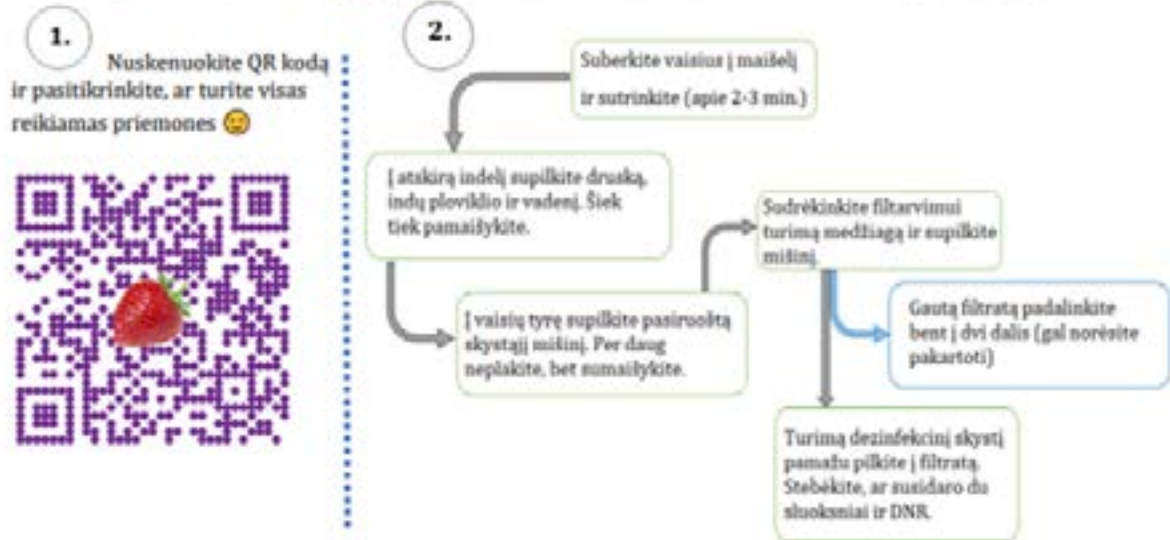 1.
Nuskenuokite QR kodą
ir pasitikrinkite, ar turite visas
reikiamas priemones
2.
Suberkite vaisius į maišelį
ir sutrinkite (apie 2-3 min.)
Į atskirą indelį supilkite druską,
indų ploviklio ir vadenį. Šiek
tiek pamaišykite.
Į vaisių tyrę supilkite pasiruoštą
skystąjį mišinį. Per daug
neplakite, bet sumaišykite.
Sudrėkinkite filtarvimui
turimą medžiagą ir supilkite
mišinį.
Gautą filtratą padalinkite
bent į dvi dalis (gal norėsite
pakartoti)
Turimą dezinfekcinį skystį
pamažu pilkite į filtratą.
Stebėkite, ar susidaro du
sluoksniai ir DNR.